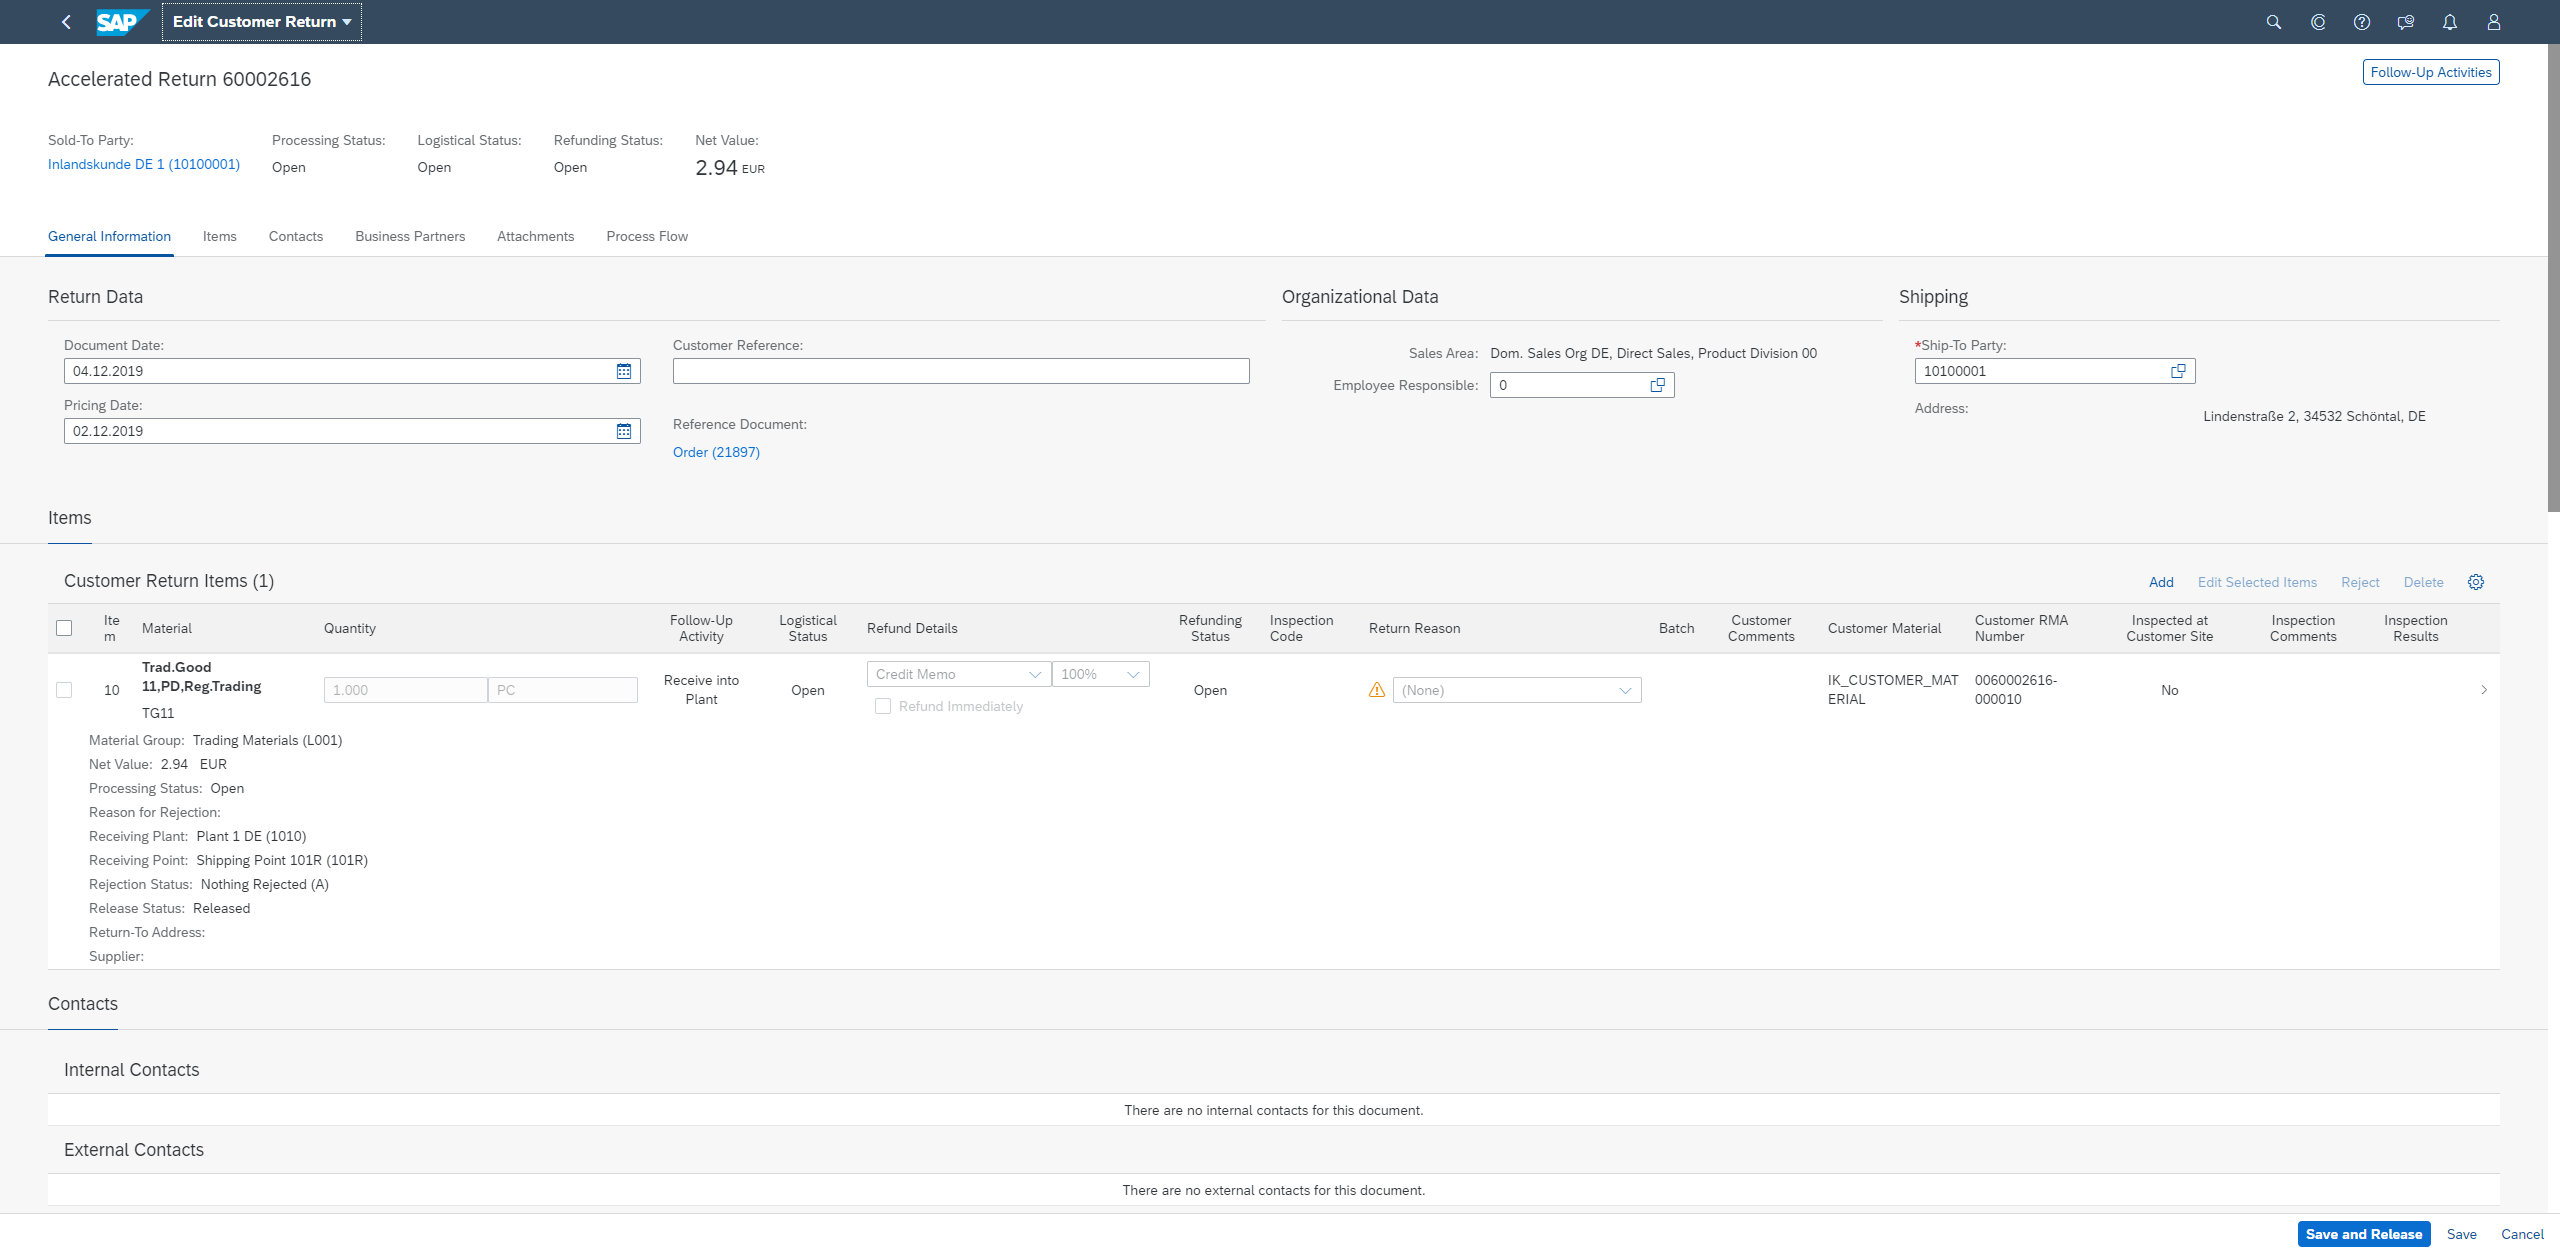 SAP
Edit Customer Return
Accelerated Return 60002616
Follow-Up Activities
Sold-To Party:
Inlandskunde DE 1 (10100001)
Processing Status:
Open
Logistical Status:
Open
Refunding Status:
Open
Net Value:
2.94 EUR
General Information
Items
Contacts
Business Partners
Attachments
Process Flow
Return Data
Document Date:
04.12.2019
Pricing Date:
02.12.2019
Customer Reference:
Reference Document:
Order (21897)
Organizational Data
Sales Area: Dom. Sales Org DE, Direct Sales, Product Division 00
Employee Responsible: 0
Shipping
*Ship-To Party:
10100001
Address:
Lindenstraße 2, 34532 Schöntal, DE
Items
Customer Return Items (1)
Add
Edit Selected Items
Reject
Delete
Ite
m
Material
Quantity
Follow-Up
Activity
Logistical
Status
Refund Details
Refunding
Status
Inspection
Code
Return Reason
Batch
Customer
Comments
Customer Material
Customer RMA
Number
Inspected at
Customer Site
Inspection
Comments
Inspection
Results
10
Trad.Good
11,PD,Reg.Trading
TG11
1.000
PC
Receive into
Plant
Open
Credit Memo
100%
Refund Immediately
Open
(None)
IK_CUSTOMER_MAT
ERIAL
0060002616-
000010
No
Material Group: Trading Materials (L001)
Net Value: 2.94 EUR
Processing Status: Open
Reason for Rejection:
Receiving Plant: Plant 1 DE (1010)
Receiving Point: Shipping Point 101R (101R)
Rejection Status: Nothing Rejected (A)
Release Status: Released
Return-To Address:
Supplier:
Contacts
Internal Contacts
There are no internal contacts for this document.
External Contacts
There are no external contacts for this document.
Save and Release
Save
Cancel